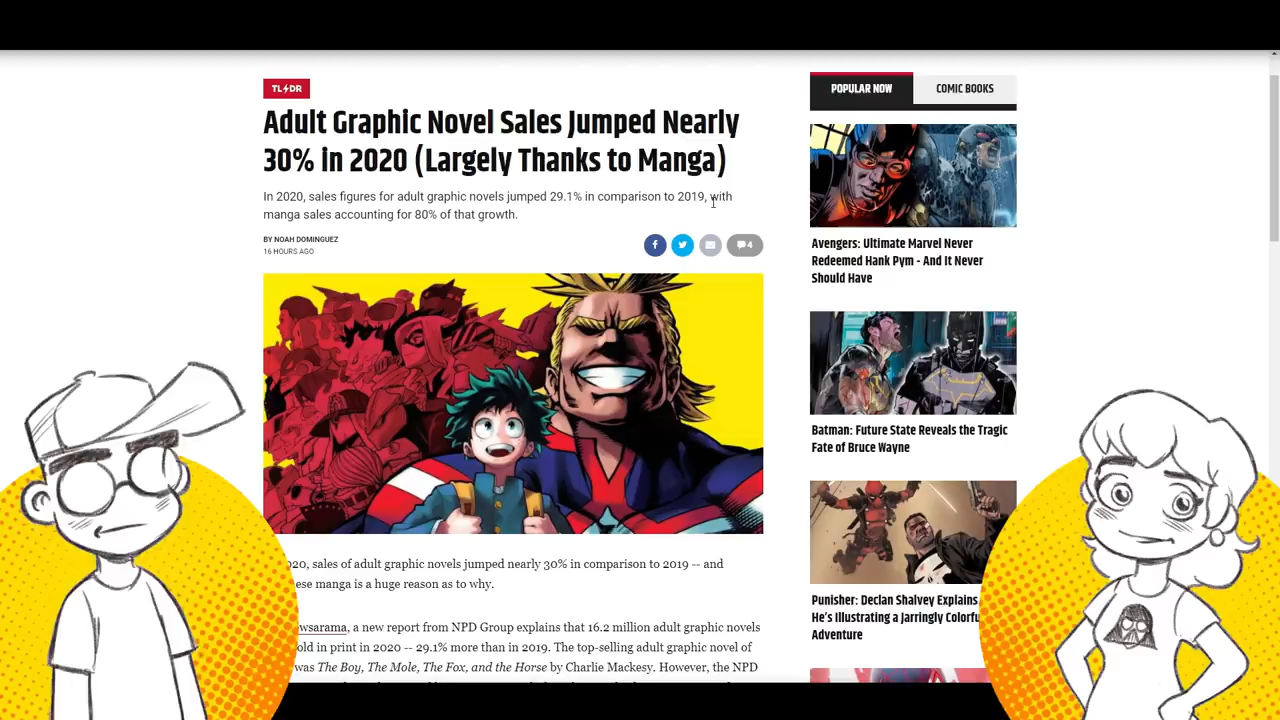 TL DR
Adult Graphic Novel Sales Jumped Nearly
30% in 2020 (Largely Thanks to Manga)
In 2020, sales figures for adult graphic novels jumped 29.1% in comparison to 2019, with
manga sales accounting for 80% of that growth.
BY NOAH DOMINGUEZ
16 HOURS AGO
4
020, sales of adult graphic novels jumped nearly 30% in comparison to 2019 -- and
ese manga is a huge reason as to why.
wsarama, a new report from NPD Group explains that 16.2 million adult graphic novels
old in print in 2020 -- 29.1% more than in 2019. The top-selling adult graphic novel of
was The Boy, The Mole, The Fox, and the Horse by Charlie Mackesy. However, the NPD
POPULAR NOW
COMIC BOOKS
Avengers: Ultimate Marvel Never
Redeemed Hank Pym - And It Never
Should Have
Batman: Future State Reveals the Tragic
Fate of Bruce Wayne
Punisher: Declan Shalvey Explains
He's Illustrating a Jarringly Colorfu
Adventure